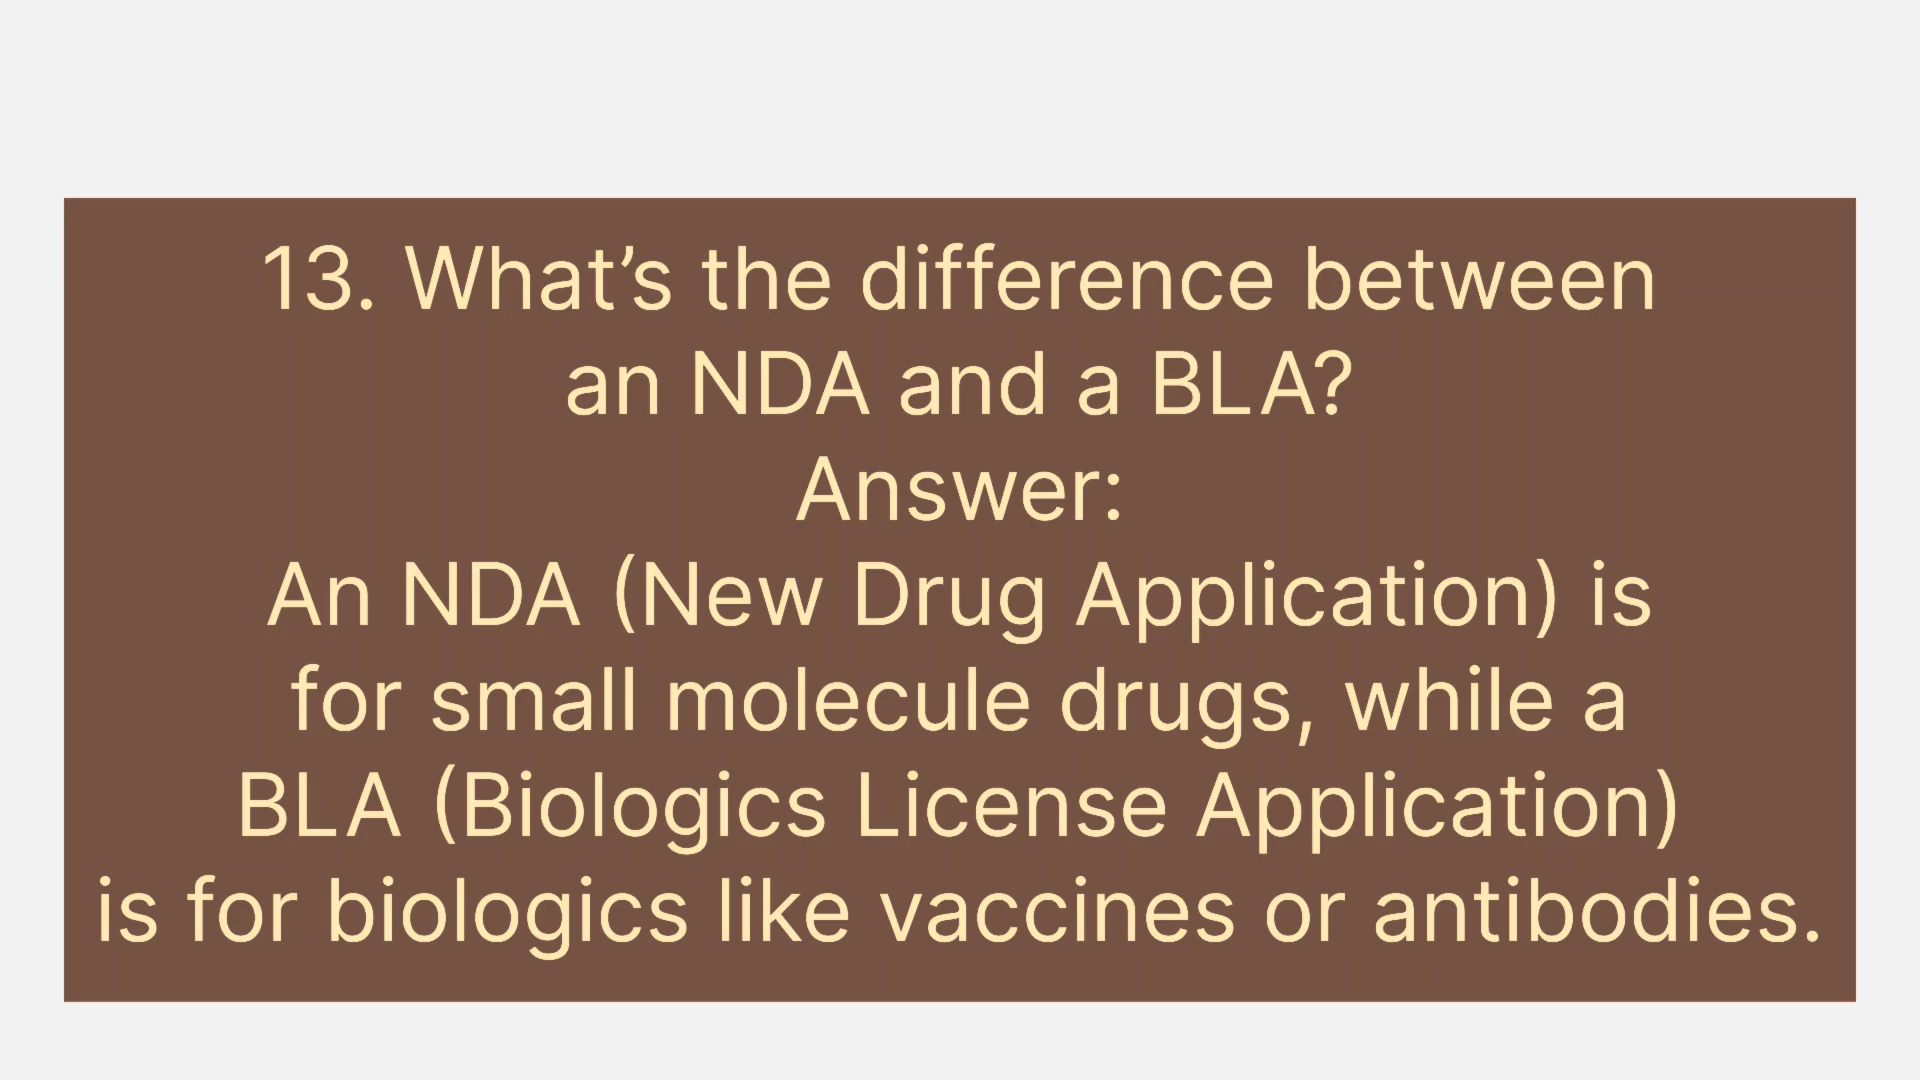 13. What’s the difference between
an NDA and a BLA?
Answer:
An NDA (New Drug Application) is
for small molecule drugs, while a
BLA (Biologics License Application)
is for biologics like vaccines or antibodies.